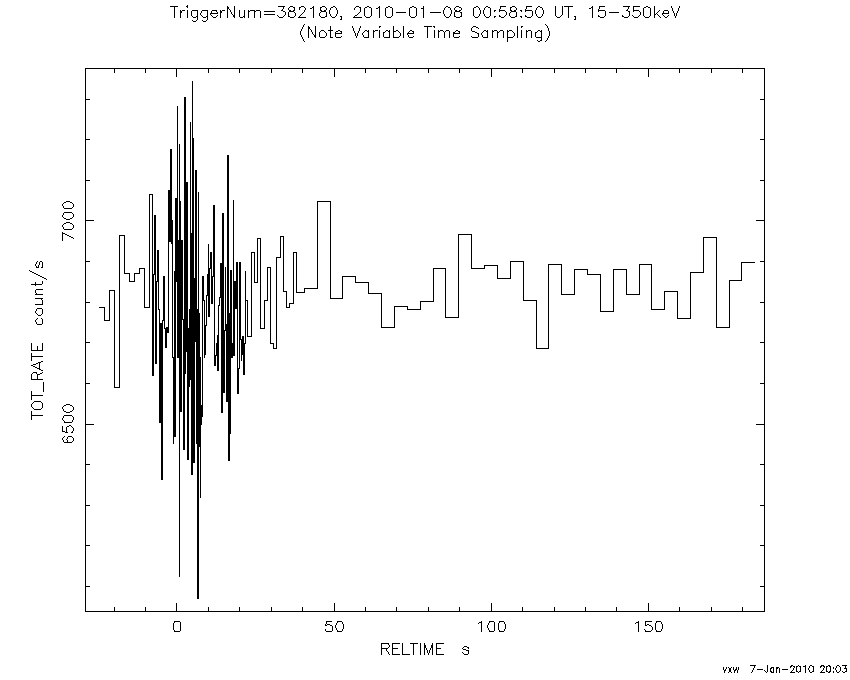 TriggerNum=382180, 2010-01-08 00:58:50 UT, 15-350keV
(Note Variable Time Sampling)
TOT_RATE count/s
7000
6500
0 50 100 150
RELTIME s
vxw 7-Jan-2010 20:03